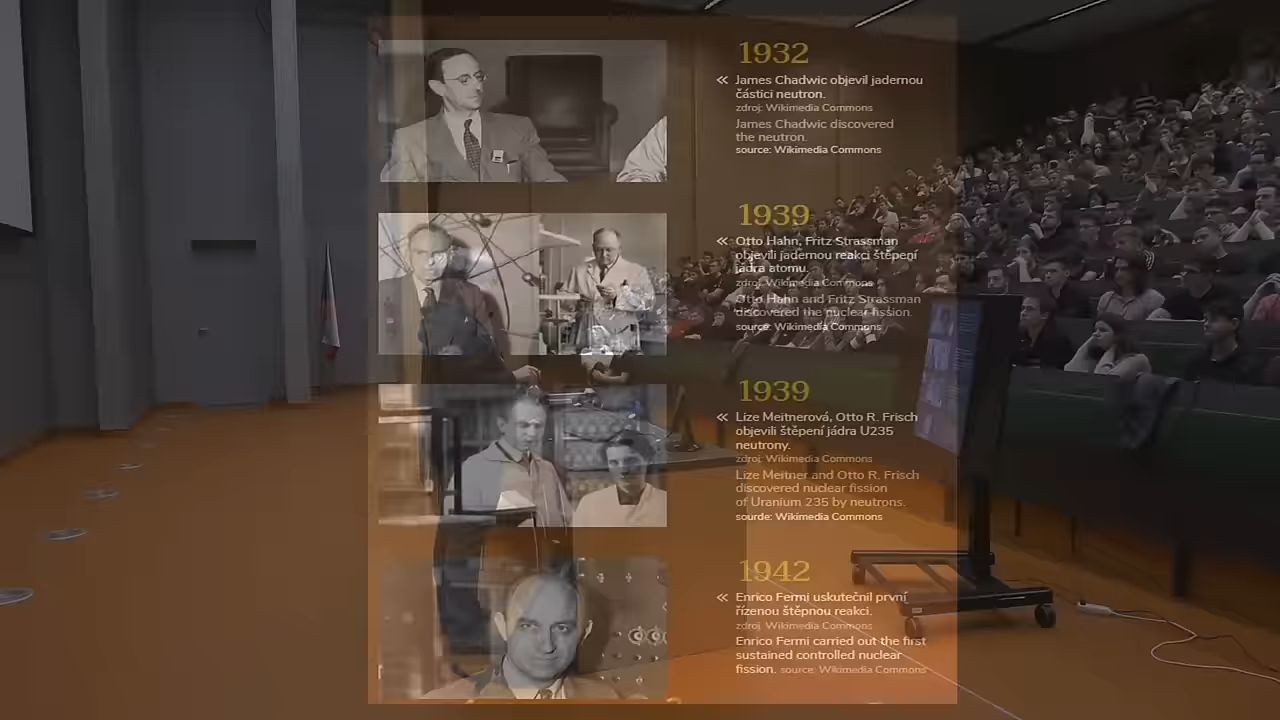 1932
« James Chadwic objevil jadernou
částici neutron.
zdroj: Wikimedia Commons
James Chadwic discovered
the neutron.
source: Wikimedia Commons
1939
« Otto Hahn, Fritz Strassman
objevili jadernou reakci štěpení
jádra atomu.
zdroj: Wikimedia Commons
Otto Hahn and Fritz Strassman
discovered the nuclear fission.
source: Wikimedia Commons
1939
« Lize Meitnerová, Otto R. Frisch
objevili štěpení jádra U235
neutrony.
zdroj: Wikimedia Commons
Lize Meitner and Otto R. Frisch
discovered nuclear fission
of Uranium 235 by neutrons.
sourde: Wikimedia Commons
1942
« Enrico Fermi uskutečnil první
řízenou štěpnou reakci.
zdroj: Wikimedia Commons
Enrico Fermi carried out the first
sustained controlled nuclear
fission. source: Wikimedia Commons